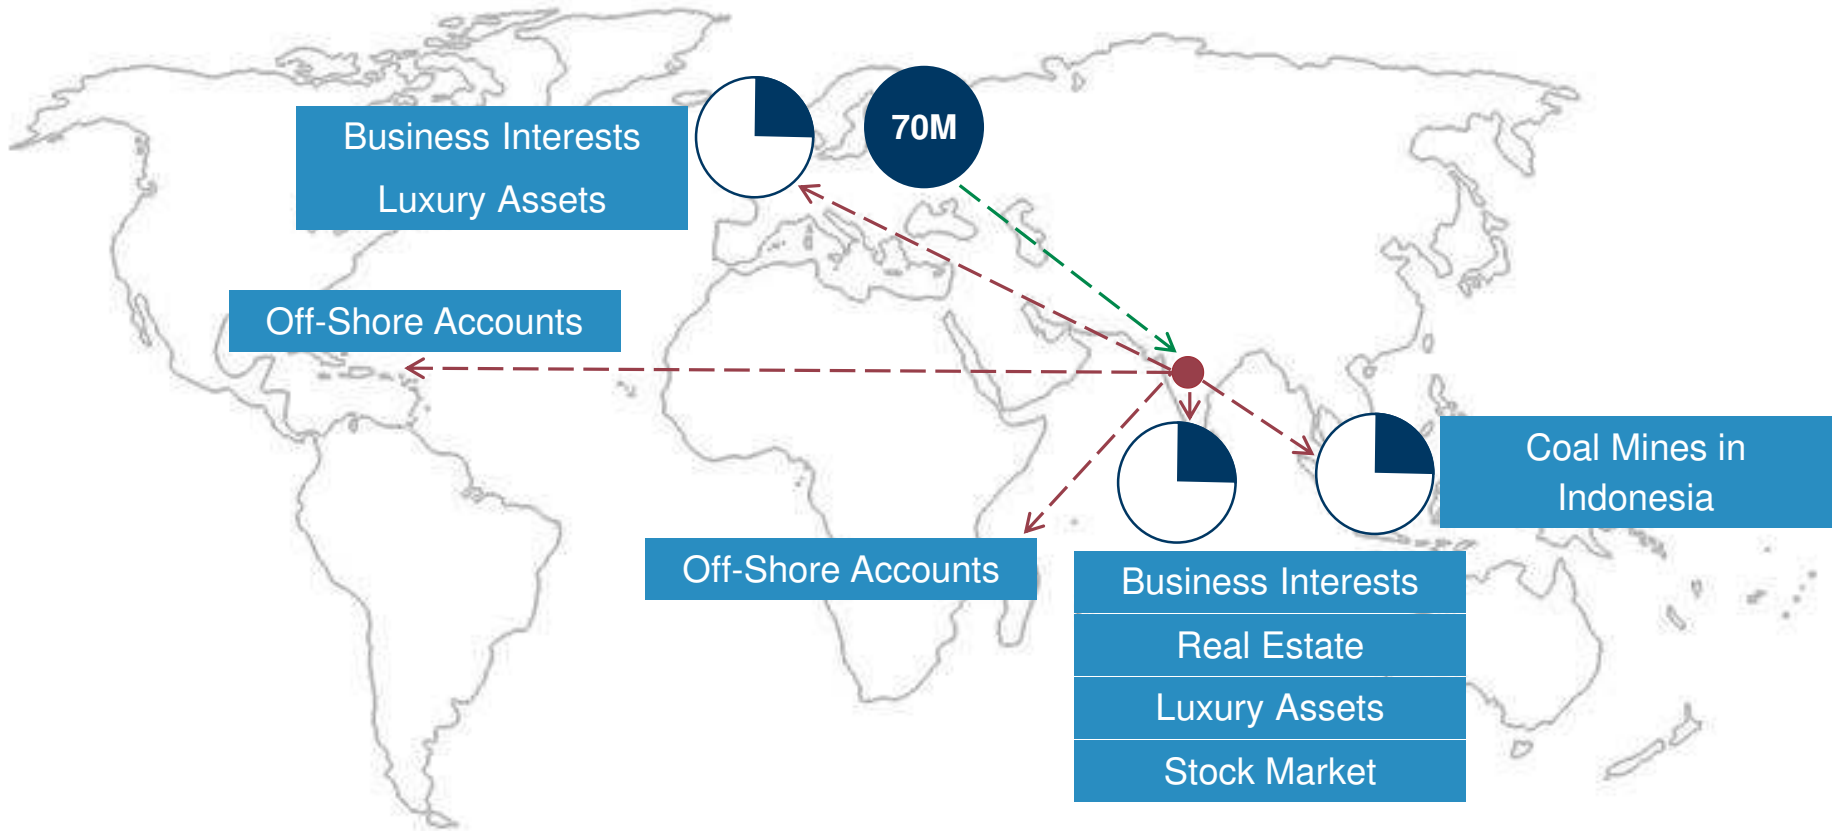 70M
Business Interests
Luxury Assets
Off-Shore Accounts
Coal Mines in
Indonesia
Off-Shore Accounts
Business Interests
Real Estate
Luxury Assets
Stock Market